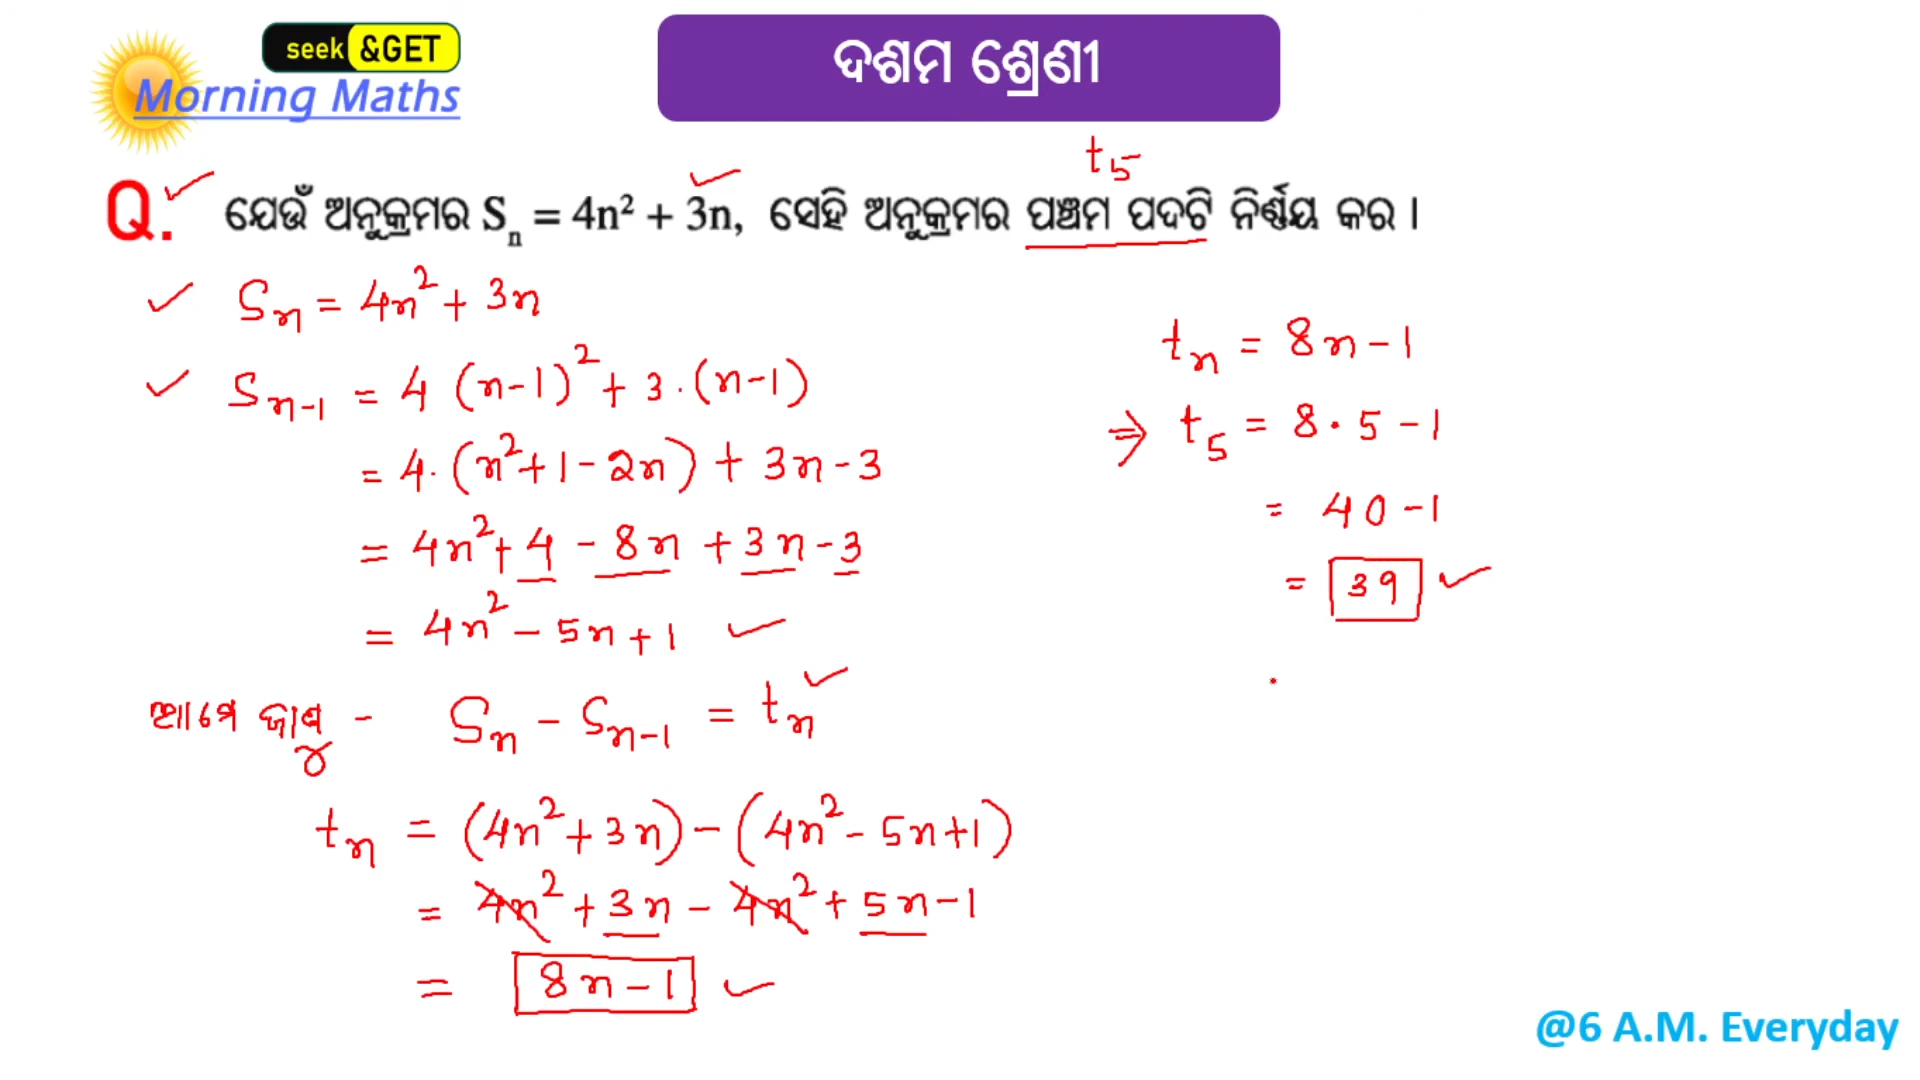 seek &GET
Morning Maths
ଦଶମ ଶ୍ରେଣୀ
t₅
Q. ଯେଉଁ ଅନୁକ୍ରମର Sₙ = 4n² + 3n, ସେହି ଅନୁକ୍ରମର ପଞ୍ଚମ ପଦଟି ନିର୍ଣ୍ଣୟ କର ।
Sₙ = 4n² + 3n
Sₙ₋₁ = 4 (n-1)² + 3 · (n-1)
= 4 · (n² + 1 - 2n) + 3n - 3
= 4n² + 4 - 8n + 3n - 3
= 4n² - 5n + 1
ଆମେ ଜାଣୁ - Sₙ - Sₙ₋₁ = tₙ
tₙ = (4n² + 3n) - (4n² - 5n + 1)
= 4n² + 3n - 4n² + 5n - 1
= 8n - 1
tₙ = 8n - 1
⇒ t₅ = 8 · 5 - 1
= 40 - 1
= 39
@6 A.M. Everyday